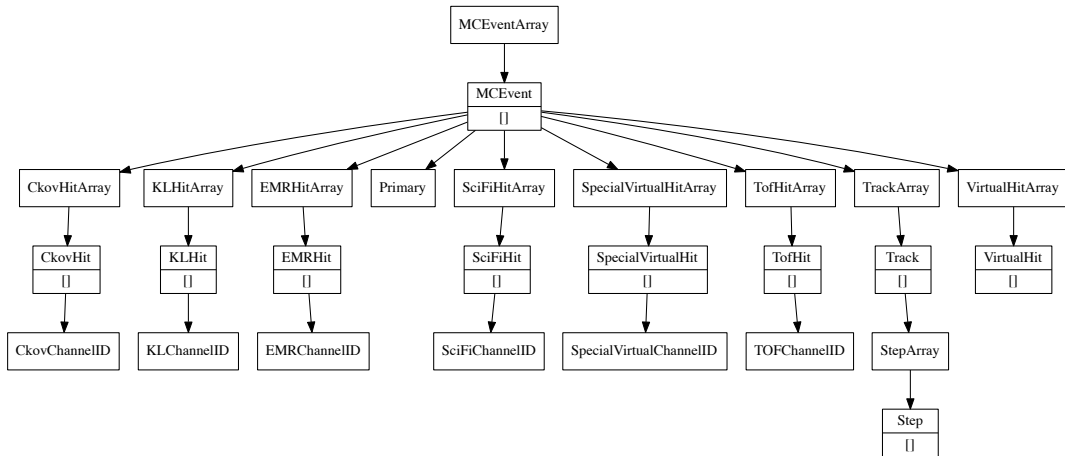 MCEventArray
MCEvent
[]
CkovHitArray
KLHitArray
EMRHitArray
Primary
SciFiHitArray
SpecialVirtualHitArray
TofHitArray
TrackArray
VirtualHitArray
CkovHit
[]
KLHit
[]
EMRHit
[]
SciFiHit
[]
SpecialVirtualHit
[]
TofHit
[]
Track
[]
VirtualHit
[]
CkovChannelID
KLChannelID
EMRChannelID
SciFiChannelID
SpecialVirtualChannelID
TOFChannelID
StepArray
Step
[]